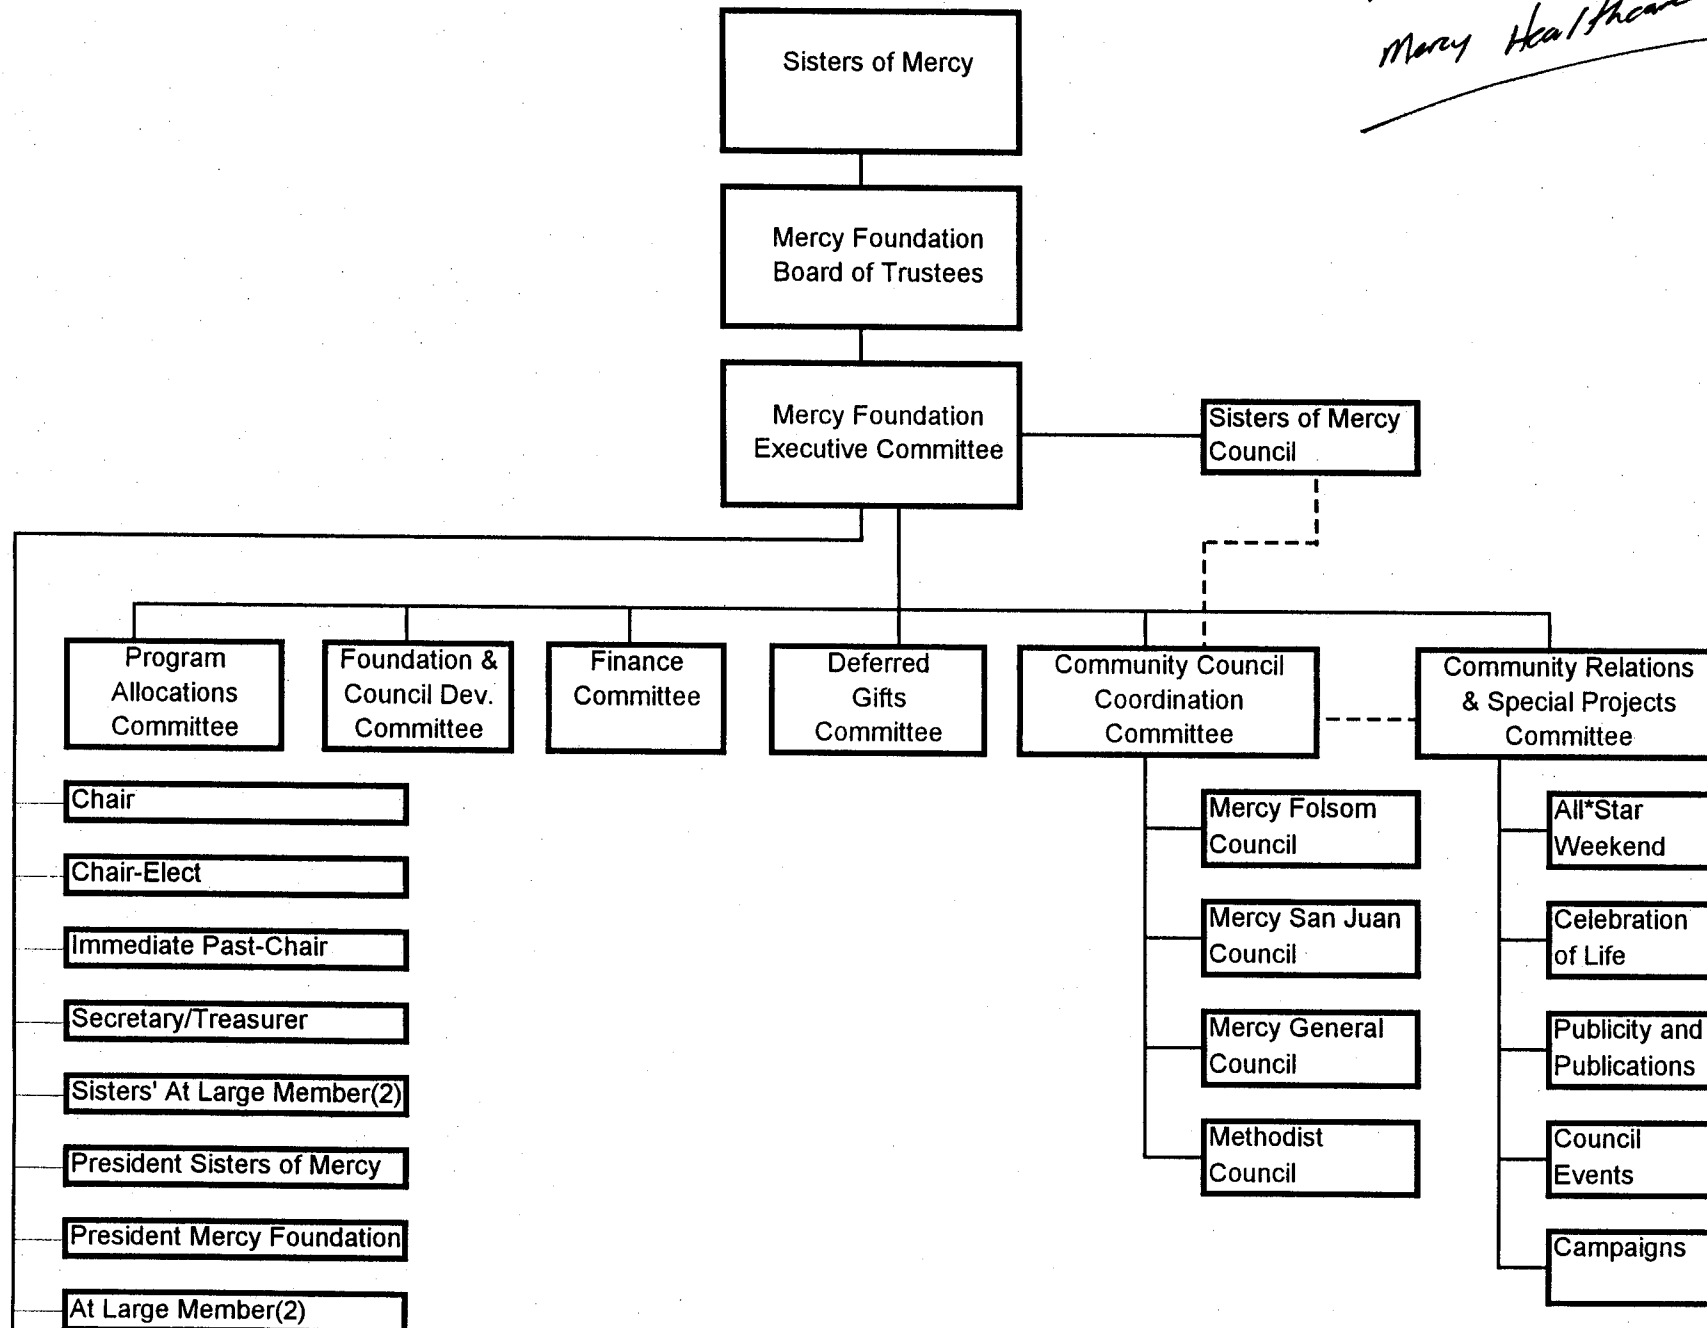 Mercy Healthcare
Sisters of Mercy
Mercy Foundation
Board of Trustees
Mercy Foundation
Executive Committee
Sisters of Mercy
Council
Program
Allocations
Committee
Foundation &
Council Dev.
Committee
Finance
Committee
Deferred
Gifts
Committee
Community Council
Coordination
Committee
Community Relations
& Special Projects
Committee
Chair
Chair-Elect
Immediate Past-Chair
Secretary/Treasurer
Sisters' At Large Member(2)
President Sisters of Mercy
President Mercy Foundation
At Large Member(2)
Mercy Folsom
Council
Mercy San Juan
Council
Mercy General
Council
Methodist
Council
All*Star
Weekend
Celebration
of Life
Publicity and
Publications
Council
Events
Campaigns